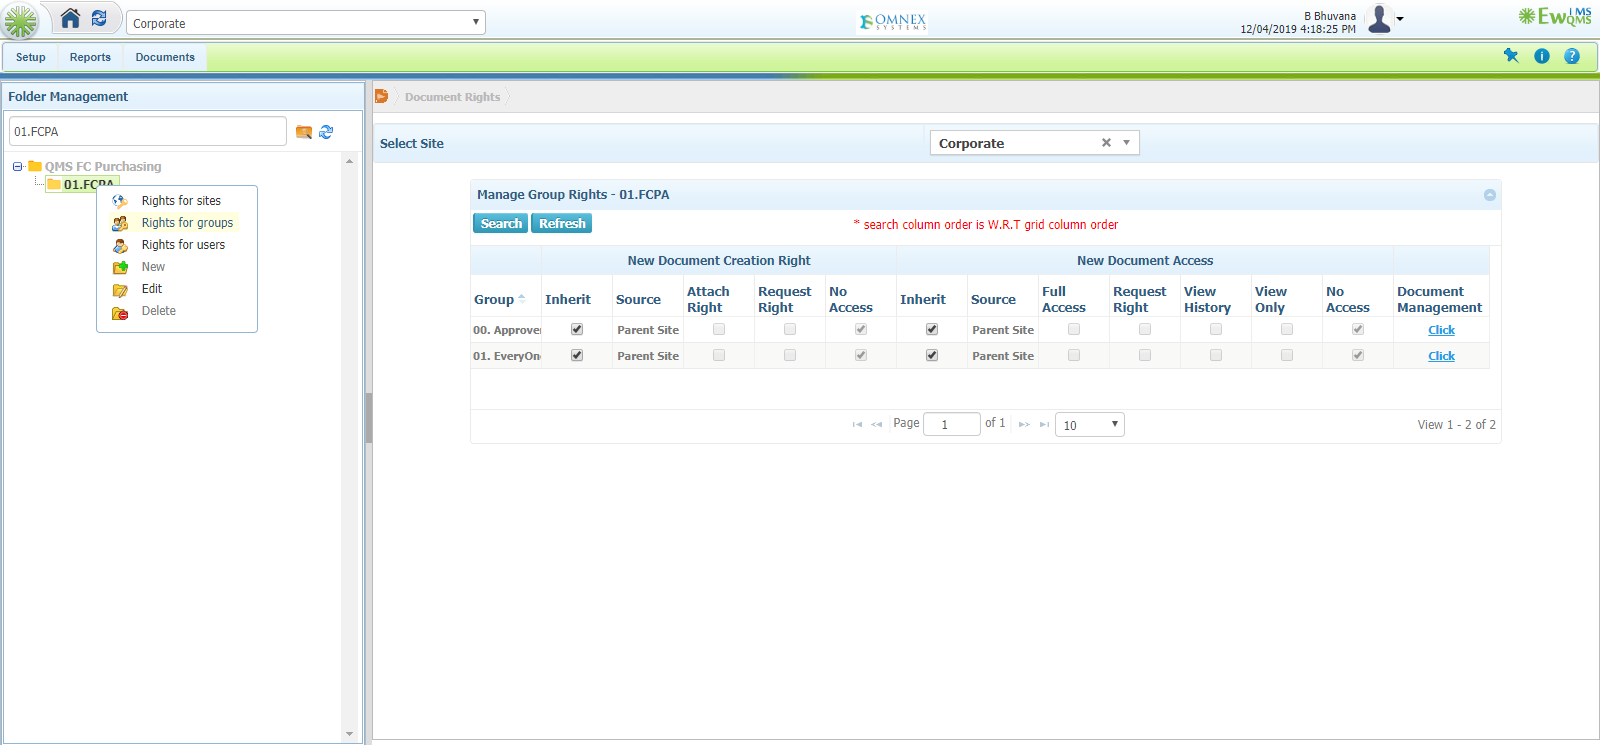 Corporate
OMNEX
SYSTEMS
B Bhuvana
12/04/2019 4:18:25 PM
EwQMS
LMS
Setup Reports Documents
Folder Management
01.FCPA
QMS FC Purchasing
01.FCPA
Rights for sites
Rights for groups
Rights for users
New
Edit
Delete
Document Rights
Select Site
Corporate
Manage Group Rights - 01.FCPA
Search Refresh * search column order is W.R.T grid column order
New Document Creation Right New Document Access
Group Inherit Source Attach Right Request Right No Access Inherit Source Full Access Request Right View History View Only No Access Document Management
00. Approver Parent Site Parent Site Click
01. EveryOne Parent Site Parent Site Click
Page 1 of 1 10 View 1 - 2 of 2